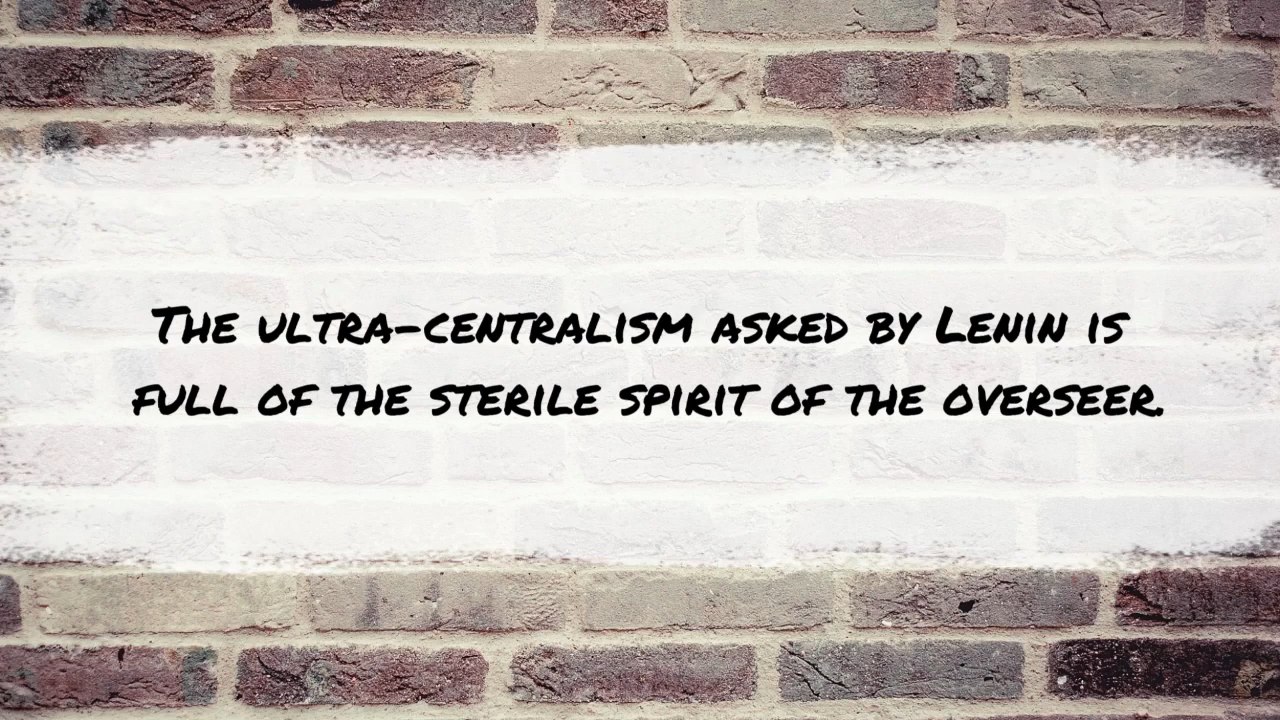 The ultra-centralism asked by Lenin is
full of the sterile spirit of the overseer.